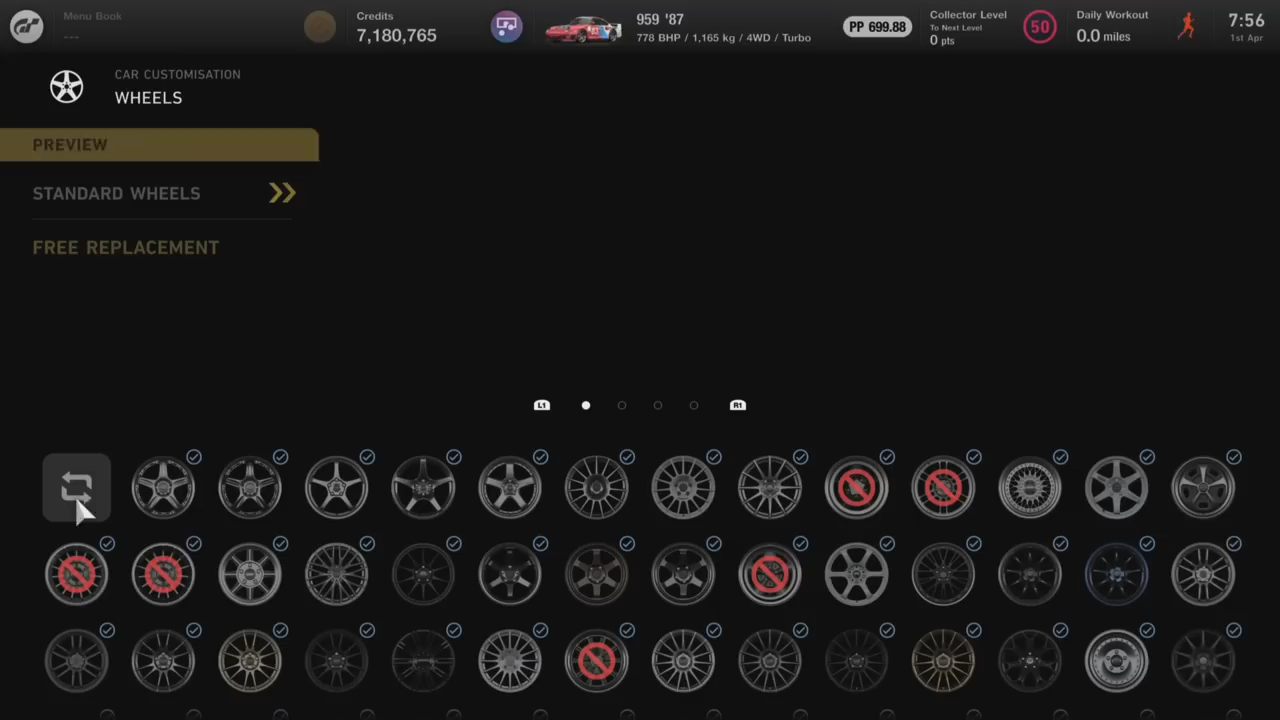 Menu Book
---
Credits
7,180,765
959 '87
778 BHP / 1,165 kg / 4WD / Turbo
PP 699.88
Collector Level
To Next Level
0 pts
50
Daily Workout
0.0 miles
7:56
1st Apr
CAR CUSTOMISATION
WHEELS
PREVIEW
STANDARD WHEELS
FREE REPLACEMENT
L1
R1